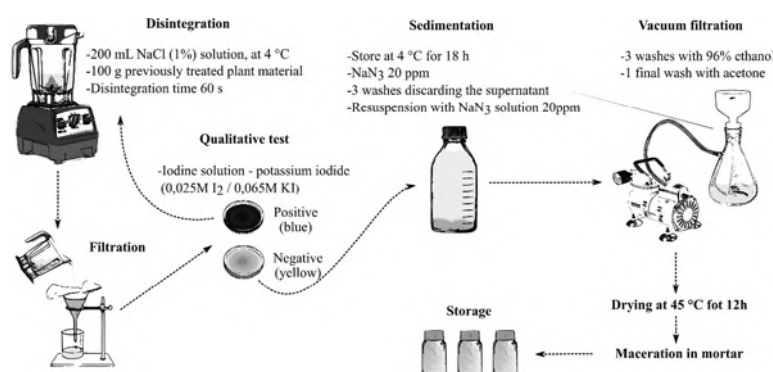 Disintegration
-200 mL NaCl (1%) solution, at 4 °C
-100 g previously treated plant material
-Disintegration time 60 s
Qualitative test
-Iodine solution - potassium iodide
(0,025M I2 / 0,065M KI)
Positive
(blue)
Negative
(yellow)
Filtration
Sedimentation
-Store at 4 °C for 18 h
-NaN3 20 ppm
-3 washes discarding the supernatant
-Resuspension with NaN3 solution 20ppm
Vacuum filtration
-3 washes with 96% ethanol
-1 final wash with acetone
Drying at 45 °C fot 12h
Maceration in mortar
Storage